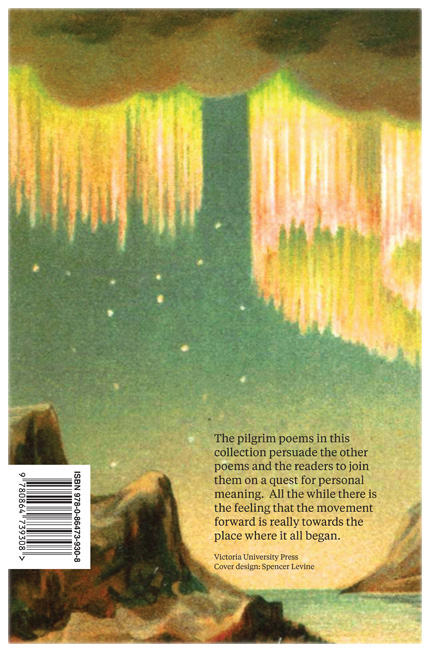 The pilgrim poems in this
collection persuade the other
poems and the readers to join
them on a quest for personal
meaning.  All the while there is
the feeling that the movement
forward is really towards the
place where it all began.
Victoria University Press
Cover design: Spencer Levine
ISBN 978-0-86473-930-8
9 780864 739308 >